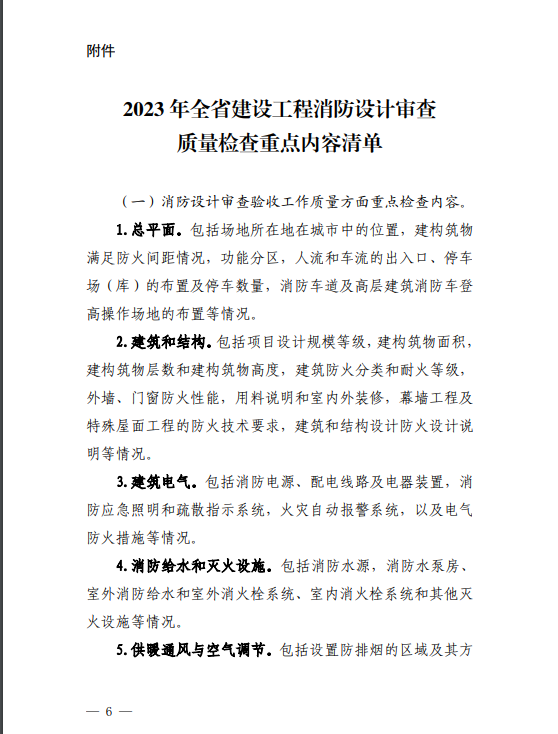 附件
2023 年全省建设工程消防设计审查
质量检查重点内容清单
（一）消防设计审查验收工作质量方面重点检查内容。
1.总平面。包括场地所在地在城市中的位置，建构筑物
满足防火间距情况，功能分区，人流和车流的出入口、停车
场（库）的布置及停车数量，消防车道及高层建筑消防车登
高操作场地的布置等情况。
2.建筑和结构。包括项目设计规模等级，建构筑物面积，
建构筑物层数和建构筑物高度，建筑防火分类和耐火等级，
外墙、门窗防火性能，用料说明和室内外装修，幕墙工程及
特殊屋面工程的防火技术要求，建筑和结构设计防火设计说
明等情况。
3.建筑电气。包括消防电源、配电线路及电器装置，消
防应急照明和疏散指示系统，火灾自动报警系统，以及电气
防火措施等情况。
4.消防给水和灭火设施。包括消防水源，消防水泵房、
室外消防给水和室外消火栓系统、室内消火栓系统和其他灭
火设施等情况。
5.供暖通风与空气调节。包括设置防排烟的区域及其方
— 6 —